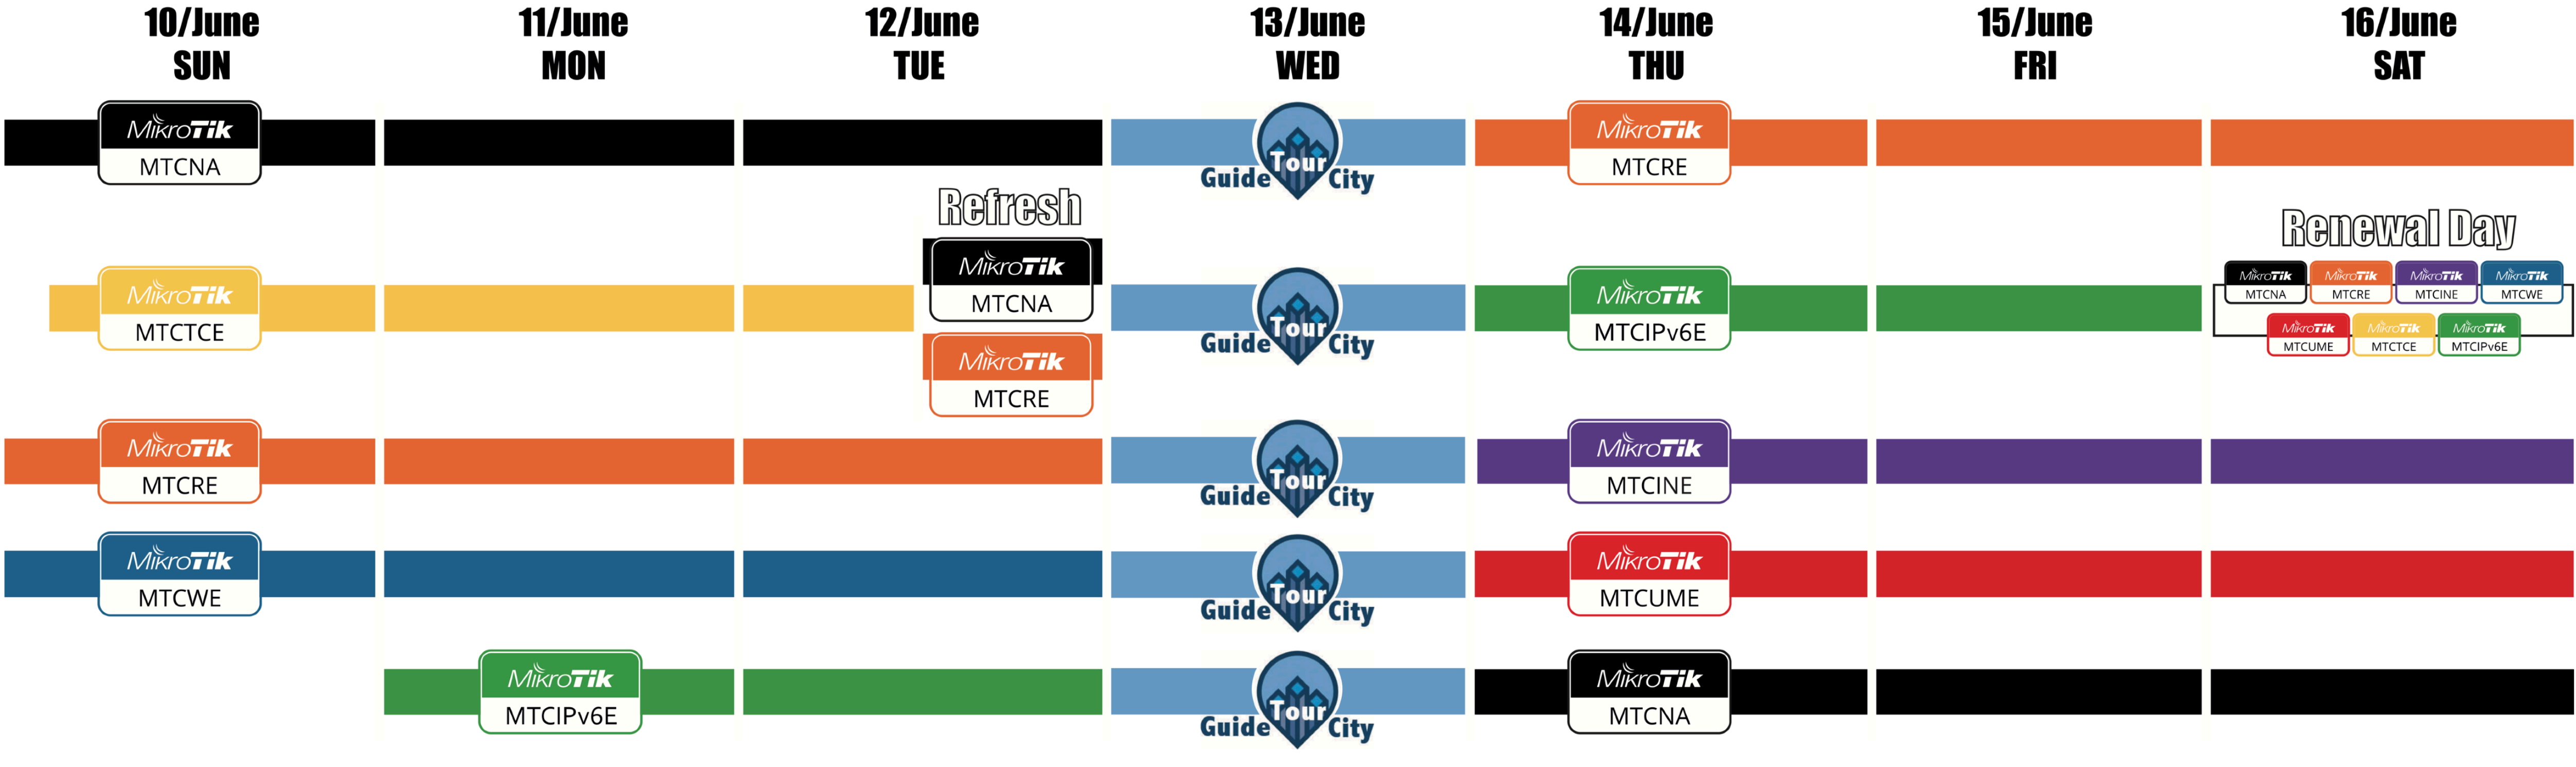 10/June 11/June 12/June 13/June 14/June 15/June 16/June
SUN MON TUE WED THU FRI SAT
MikroTik MikroTik
MTCNA Guide Tour City MTCRE
Refresh
Renewal Day
MikroTik
MTCNA
MikroTik MikroTik MikroTik MikroTik MikroTik MikroTik
MTCTCE Guide Tour City MTCIPv6E MTCNA MTCRE MTCINE MTCWE
MikroTik MikroTik MikroTik
MTCUME MTCTCE MTCIPv6E
MikroTik
MTCRE
MikroTik MikroTik
MTCRE Guide Tour City MTCINE
MikroTik MikroTik
MTCWE Guide Tour City MTCUME
MikroTik MikroTik
MTCIPv6E Guide Tour City MTCNA